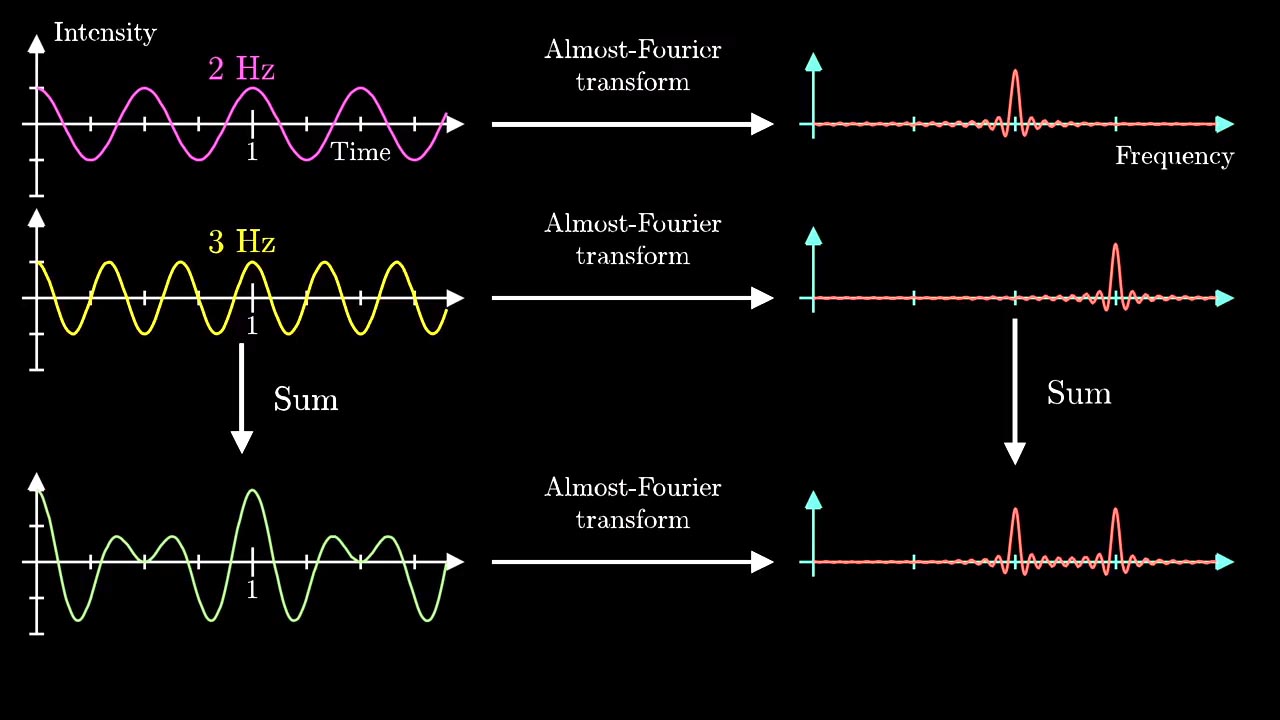 Intensity
2 Hz
1
Time
Almost-Fourier
transform
Frequency
3 Hz
1
Almost-Fourier
transform
Sum
Sum
1
Almost-Fourier
transform